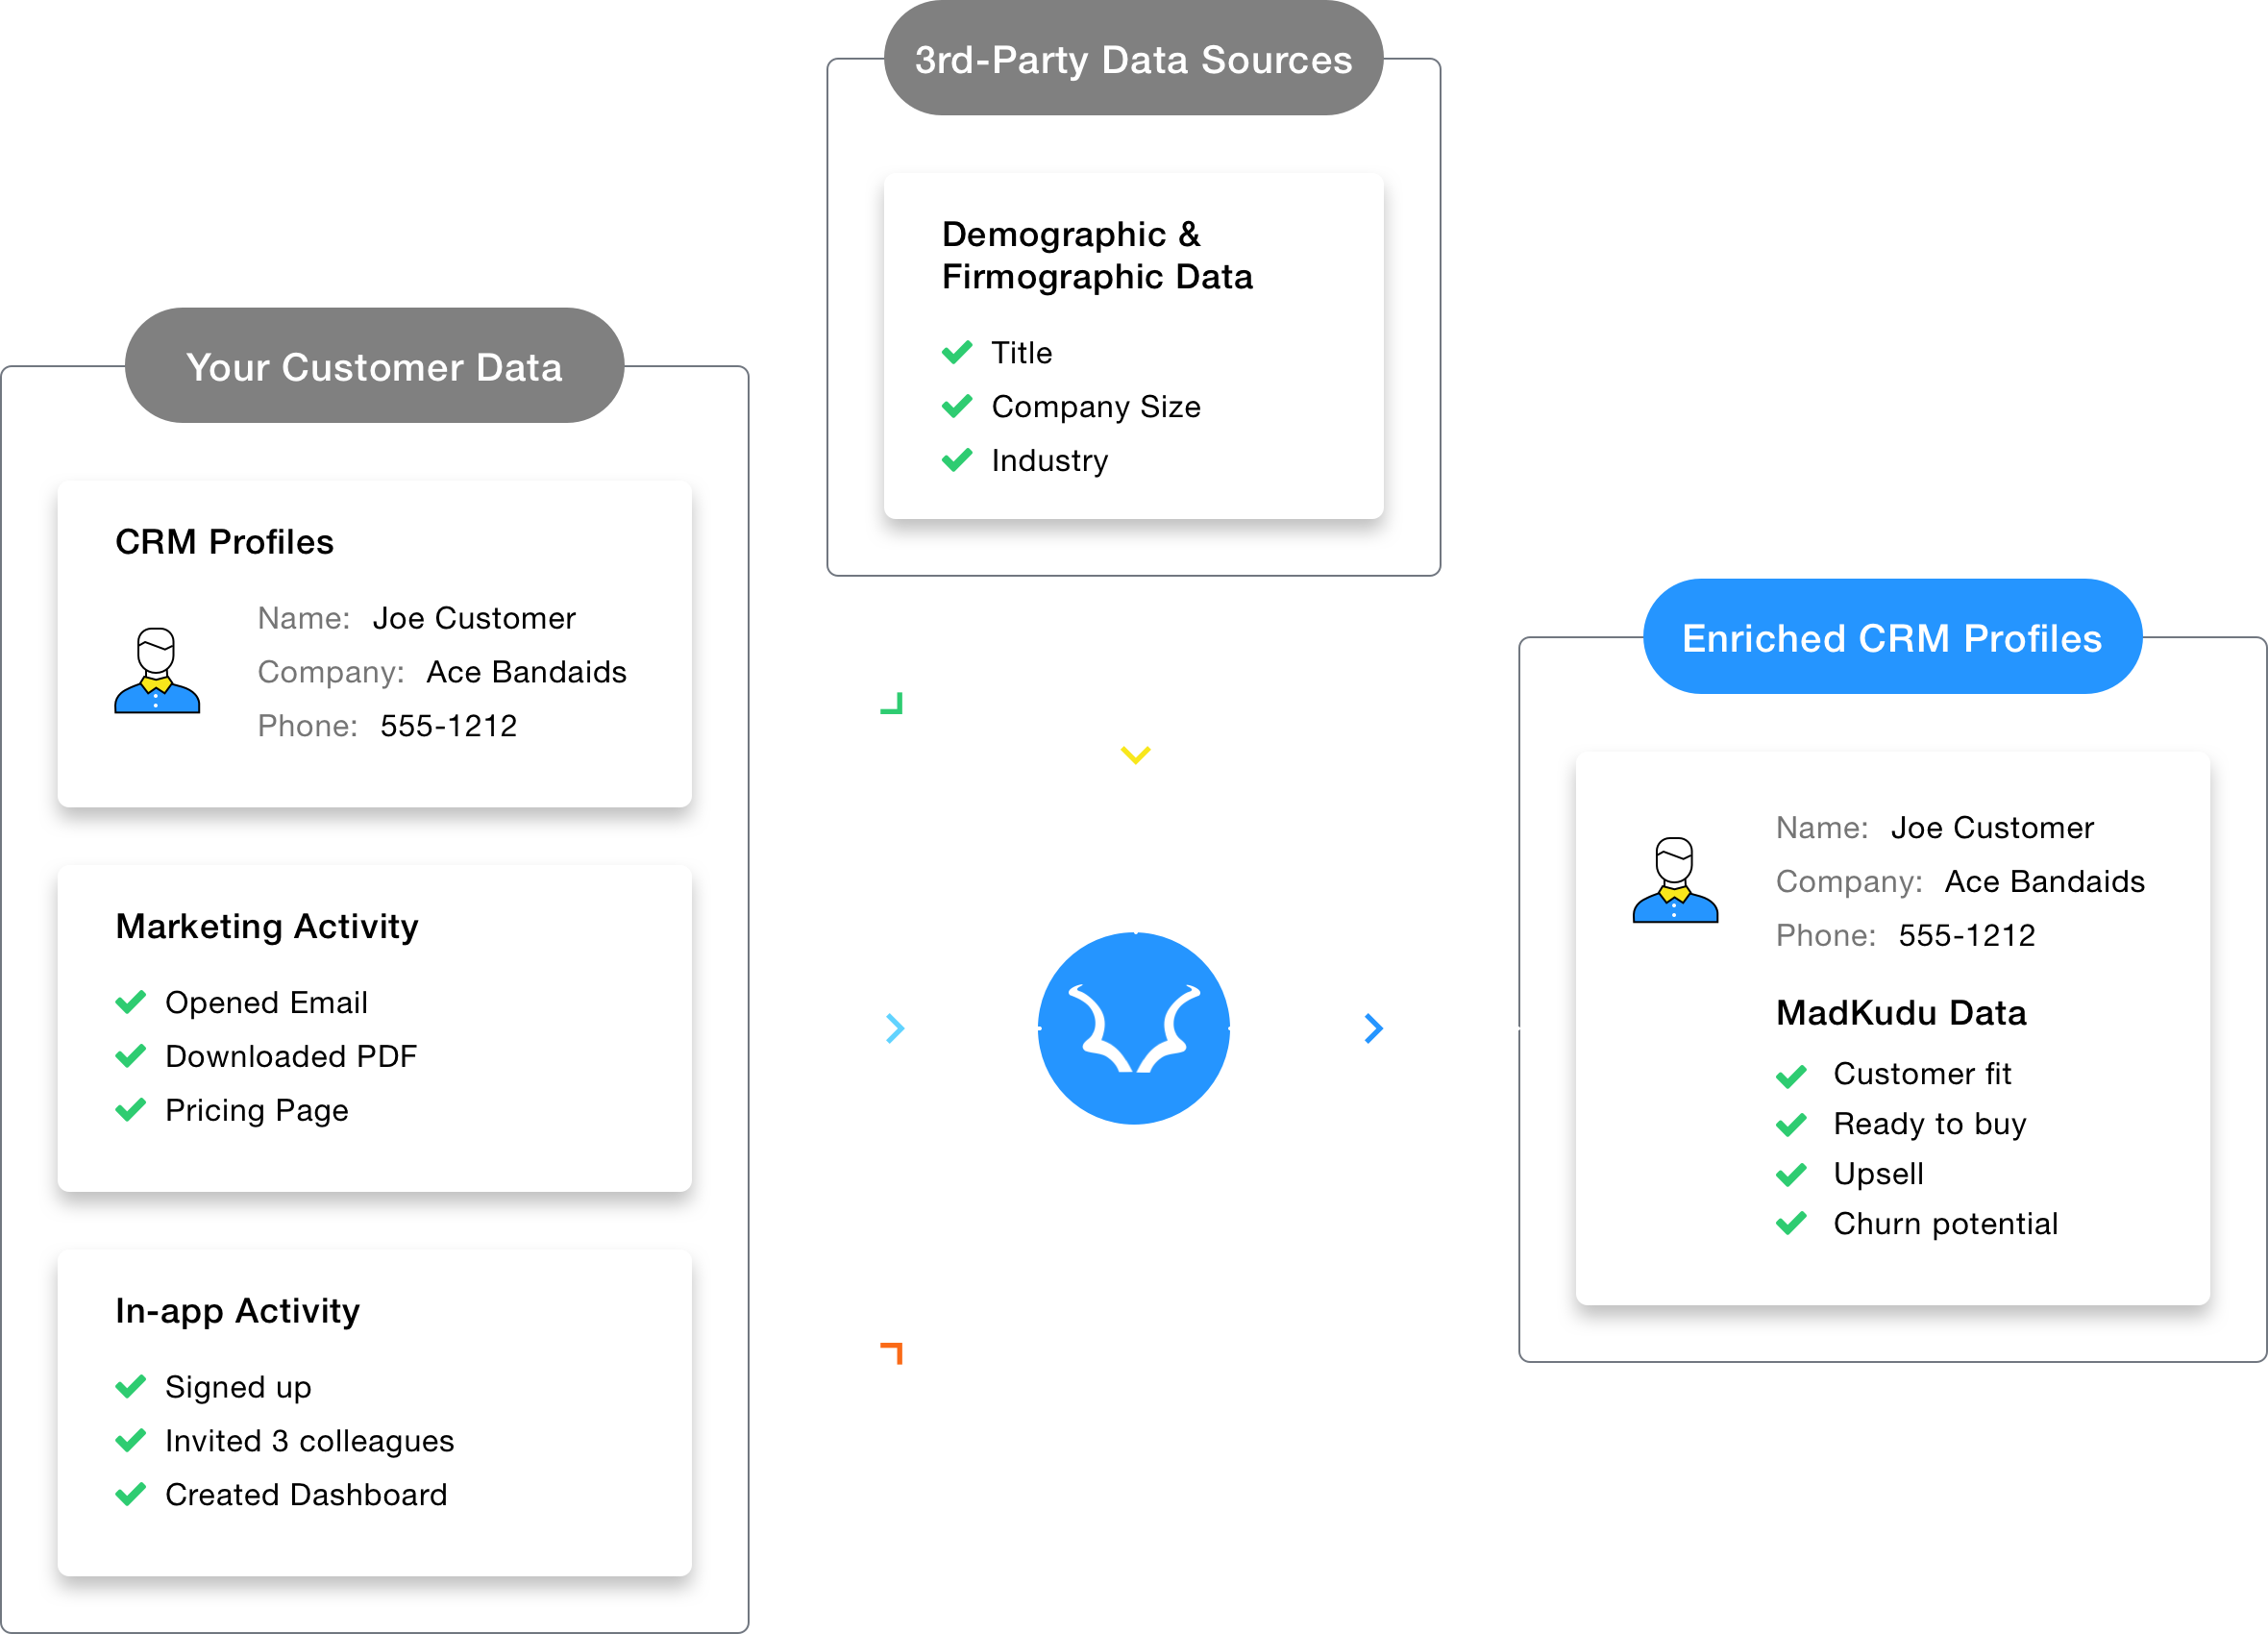 3rd-Party Data Sources
Demographic &
Firmographic Data
Title
Company Size
Industry
Your Customer Data
CRM Profiles
Name: Joe Customer
Company: Ace Bandaids
Phone: 555-1212
Marketing Activity
Opened Email
Downloaded PDF
Pricing Page
In-app Activity
Signed up
Invited 3 colleagues
Created Dashboard
Enriched CRM Profiles
Name: Joe Customer
Company: Ace Bandaids
Phone: 555-1212
MadKudu Data
Customer fit
Ready to buy
Upsell
Churn potential